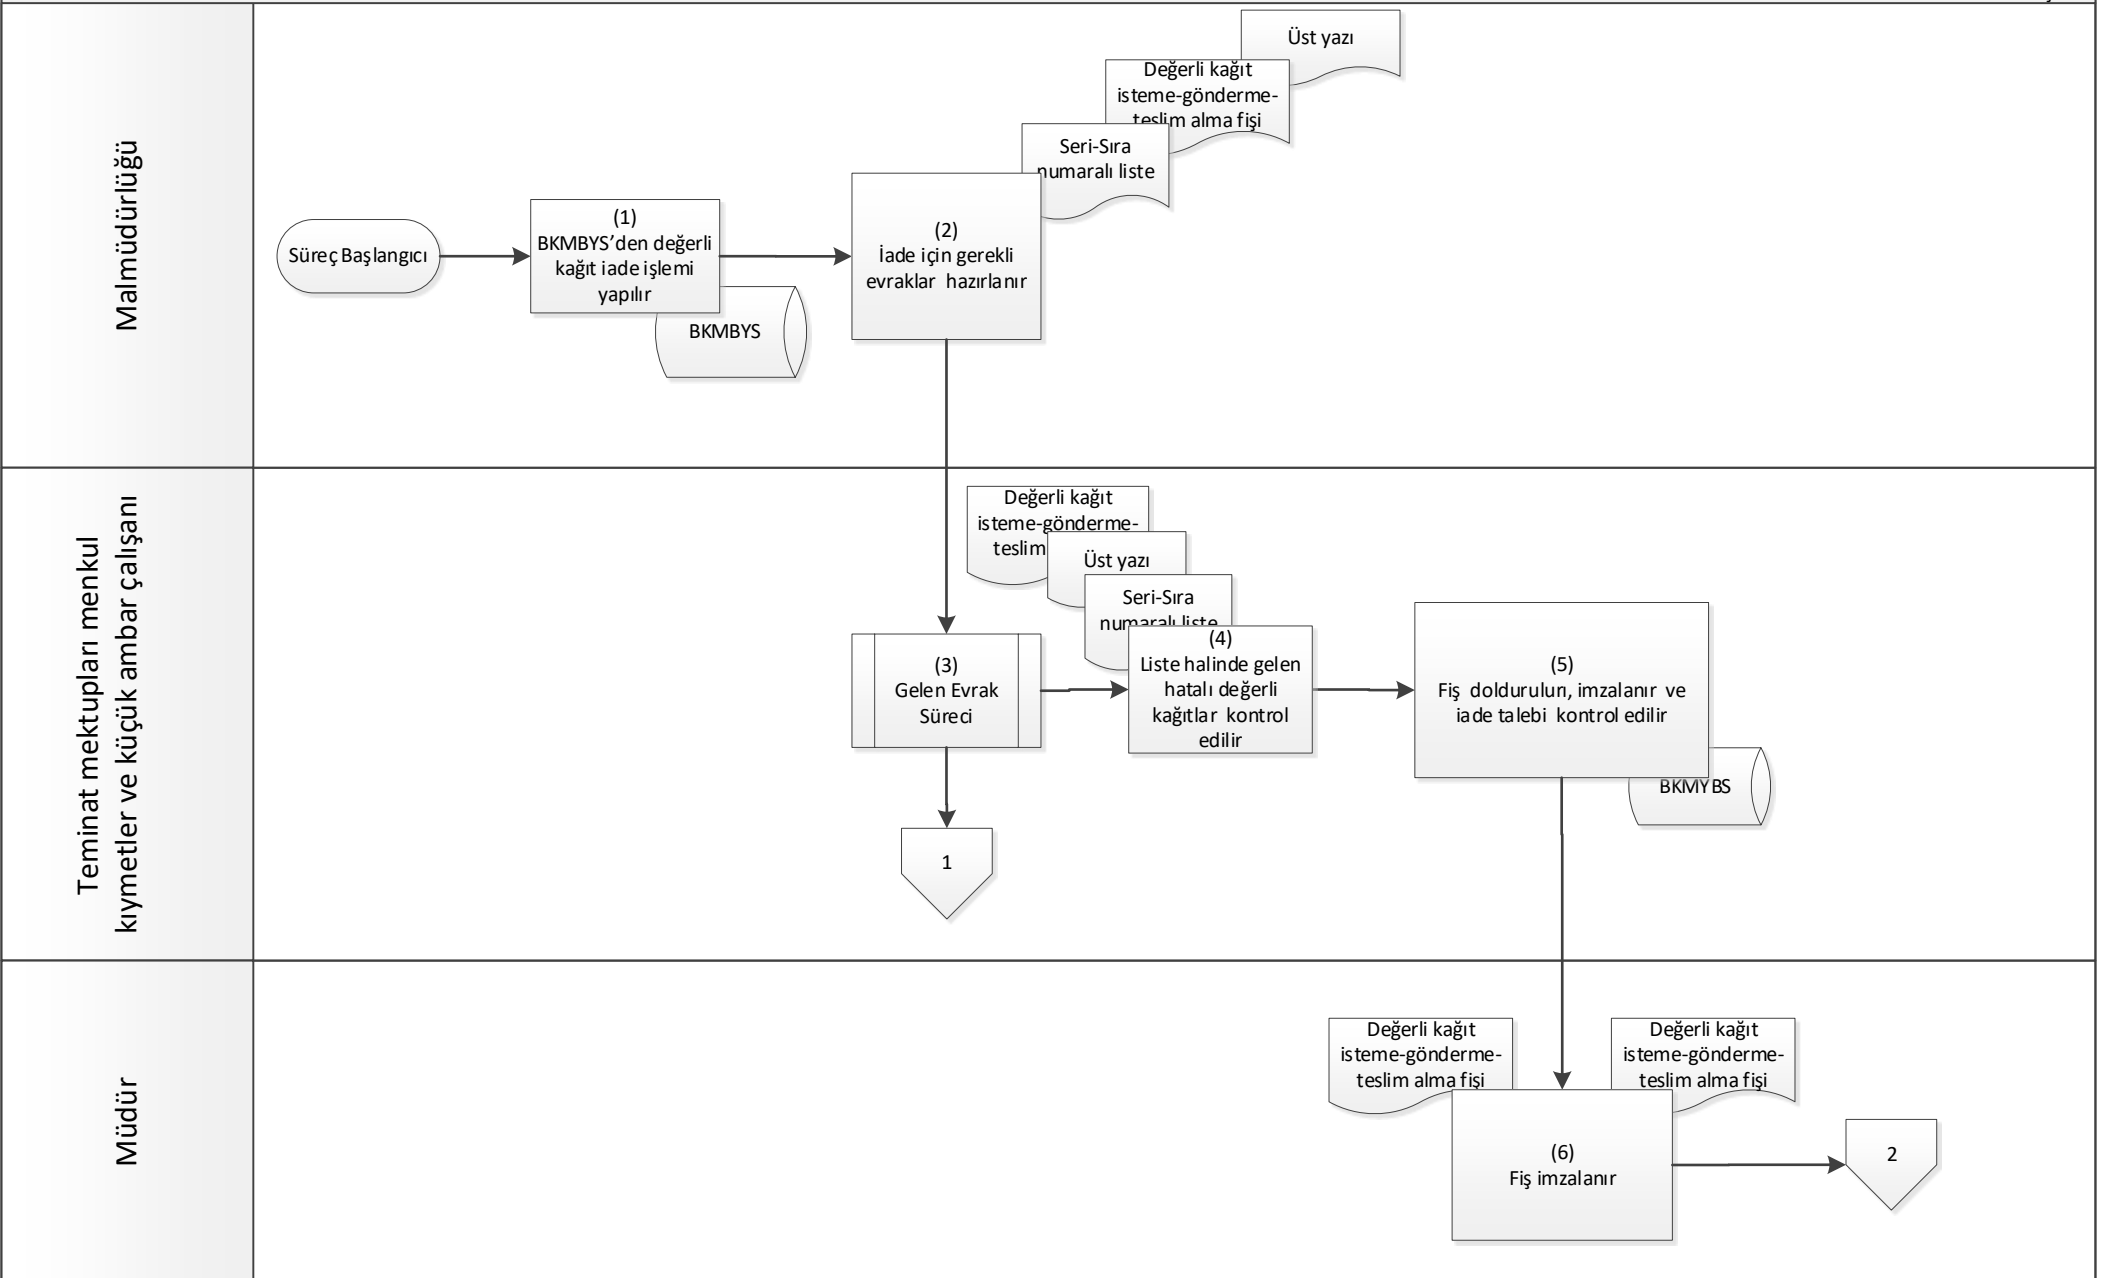 Malmüdürlüğü
Üst yazı
Değerli kağıt
isteme-gönderme-
teslim alma fişi
Seri-Sıra
numaralı liste
Süreç Başlangıcı
(1)
BKMBYS’den değerli
kağıt iade işlemi
yapılır
BKMBYS
(2)
İade için gerekli
evraklar hazırlanır
Teminat mektupları menkul
kıymetler ve küçük ambar çalışanı
Değerli kağıt
isteme-gönderme-
teslim
Üst yazı
Seri-Sıra
numaralı liste
(3)
Gelen Evrak
Süreci
(4)
Liste halinde gelen
hatalı değerli
kağıtlar kontrol
edilir
(5)
Fiş doldurulurı, imzalanır ve
iade talebi kontrol edilir
BKMYBS
1
Müdür
Değerli kağıt
isteme-gönderme-
teslim alma fişi
Değerli kağıt
isteme-gönderme-
teslim alma fişi
(6)
Fiş imzalanır
2